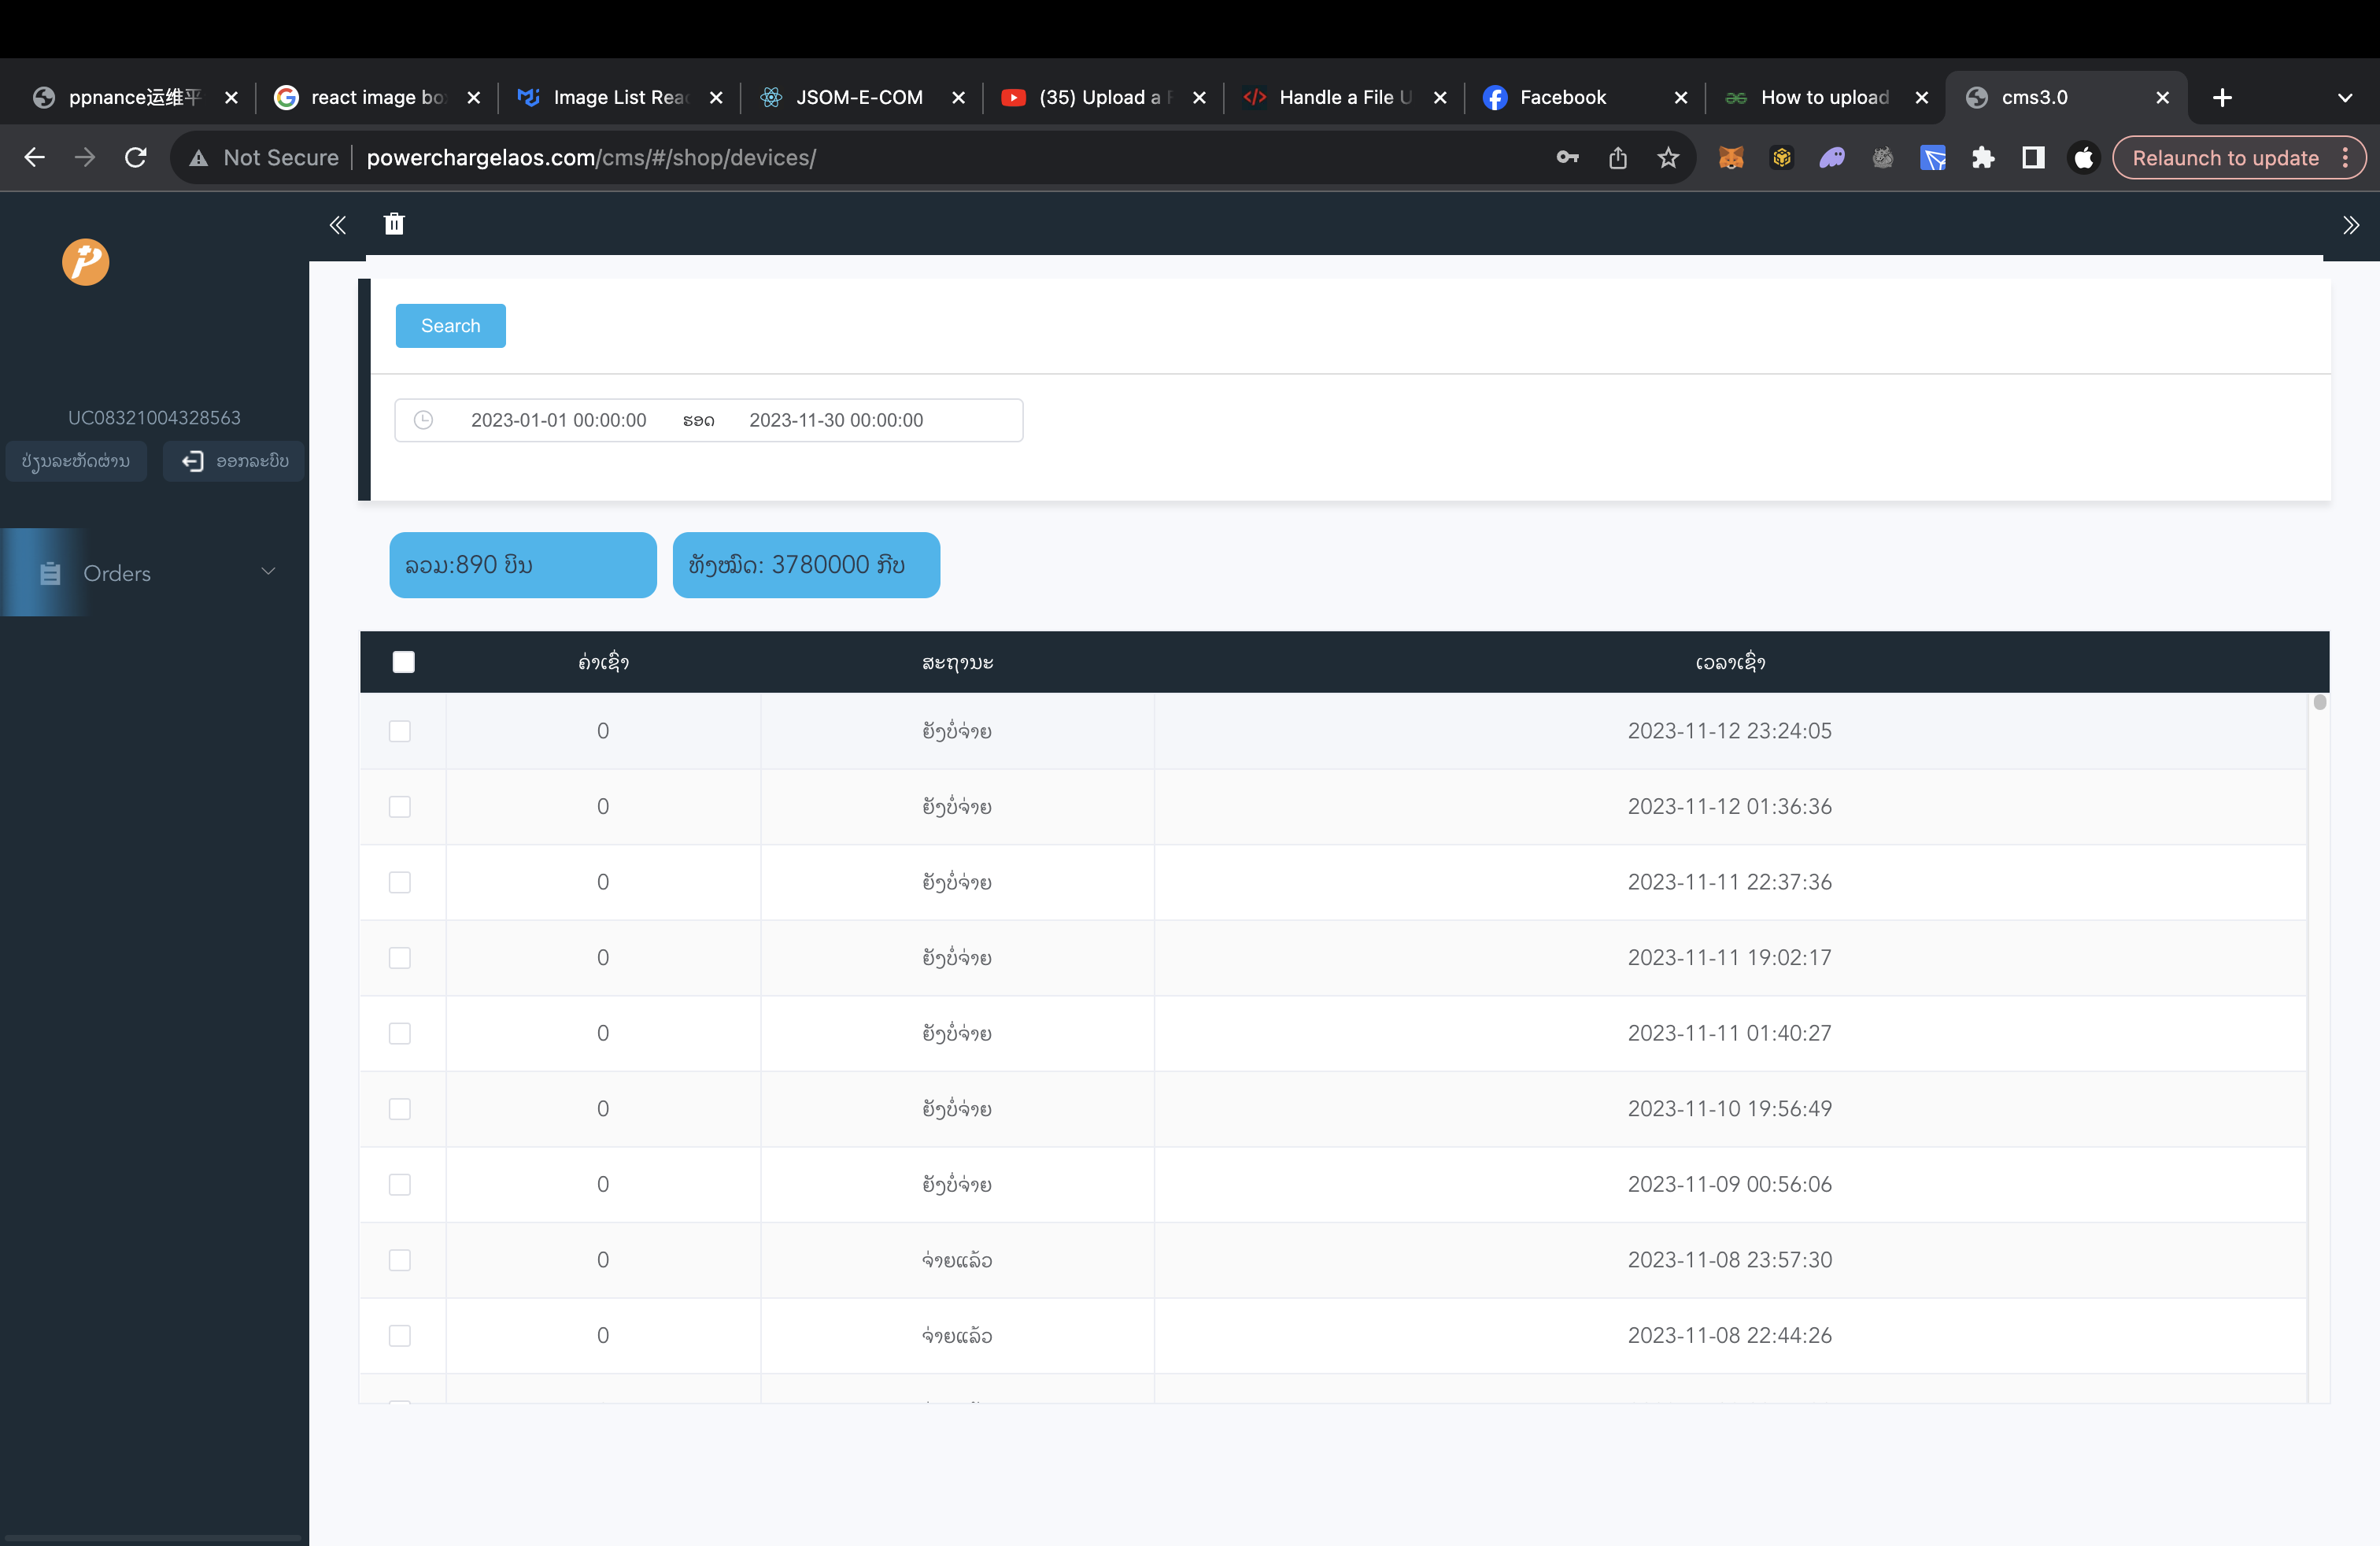 ppnance运维平
react image bo
Image List Rea
JSOM-E-COM
(35) Upload a F
Handle a File U
Facebook
How to upload
cms3.0
Not Secure
powerchargelaos.com/cms/#/shop/devices/
Relaunch to update
Search
2023-01-01 00:00:00 ຮອດ 2023-11-30 00:00:00
UC08321004328563
ປ່ຽນລະຫັດຜ່ານ
ອອກລະບົບ
Orders
ລວມ:890 ບິນ
ທັງໝົດ: 3780000 ກີບ
ຄ່າເຊົ່າ ສະຖານະ ເວລາເຊົ່າ
0 ຍັງບໍ່ຈ່າຍ 2023-11-12 23:24:05
0 ຍັງບໍ່ຈ່າຍ 2023-11-12 01:36:36
0 ຍັງບໍ່ຈ່າຍ 2023-11-11 22:37:36
0 ຍັງບໍ່ຈ່າຍ 2023-11-11 19:02:17
0 ຍັງບໍ່ຈ່າຍ 2023-11-11 01:40:27
0 ຍັງບໍ່ຈ່າຍ 2023-11-10 19:56:49
0 ຍັງບໍ່ຈ່າຍ 2023-11-09 00:56:06
0 ຈ່າຍແລ້ວ 2023-11-08 23:57:30
0 ຈ່າຍແລ້ວ 2023-11-08 22:44:26